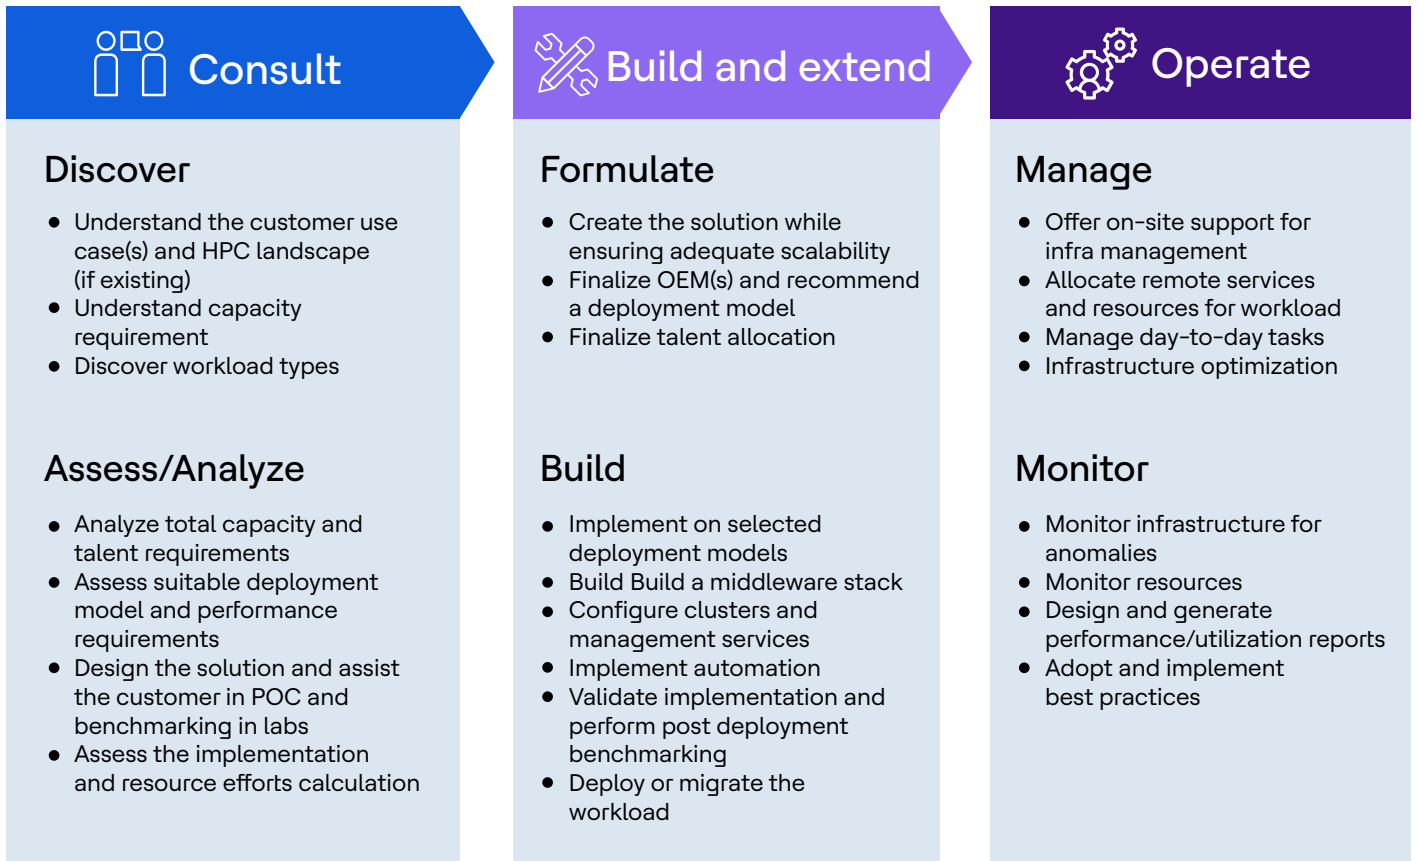 Consult
Discover
• Understand the customer use
case(s) and HPC landscape
(if existing)
• Understand capacity
requirement
• Discover workload types
Assess/Analyze
• Analyze total capacity and
talent requirements
• Assess suitable deployment
model and performance
requirements
• Design the solution and assist
the customer in POC and
benchmarking in labs
• Assess the implementation
and resource efforts calculation
Build and extend
Formulate
• Create the solution while
ensuring adequate scalability
• Finalize OEM(s) and recommend
a deployment model
• Finalize talent allocation
Build
• Implement on selected
deployment models
• Build Build a middleware stack
• Configure clusters and
management services
• Implement automation
• Validate implementation and
perform post deployment
benchmarking
• Deploy or migrate the
workload
Operate
Manage
• Offer on-site support for
infra management
• Allocate remote services
and resources for workload
• Manage day-to-day tasks
• Infrastructure optimization
Monitor
• Monitor infrastructure for
anomalies
• Monitor resources
• Design and generate
performance/utilization reports
• Adopt and implement
best practices